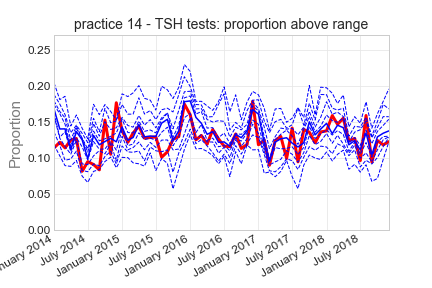 practice 14 - TSH tests: proportion above range
Proportion
0.25
0.20
0.15
0.10
0.05
0.00
2014
July 2014
January 2015
July 2015
January 2016
July 2016
January 2017
July 2017
January 2018
July 2018